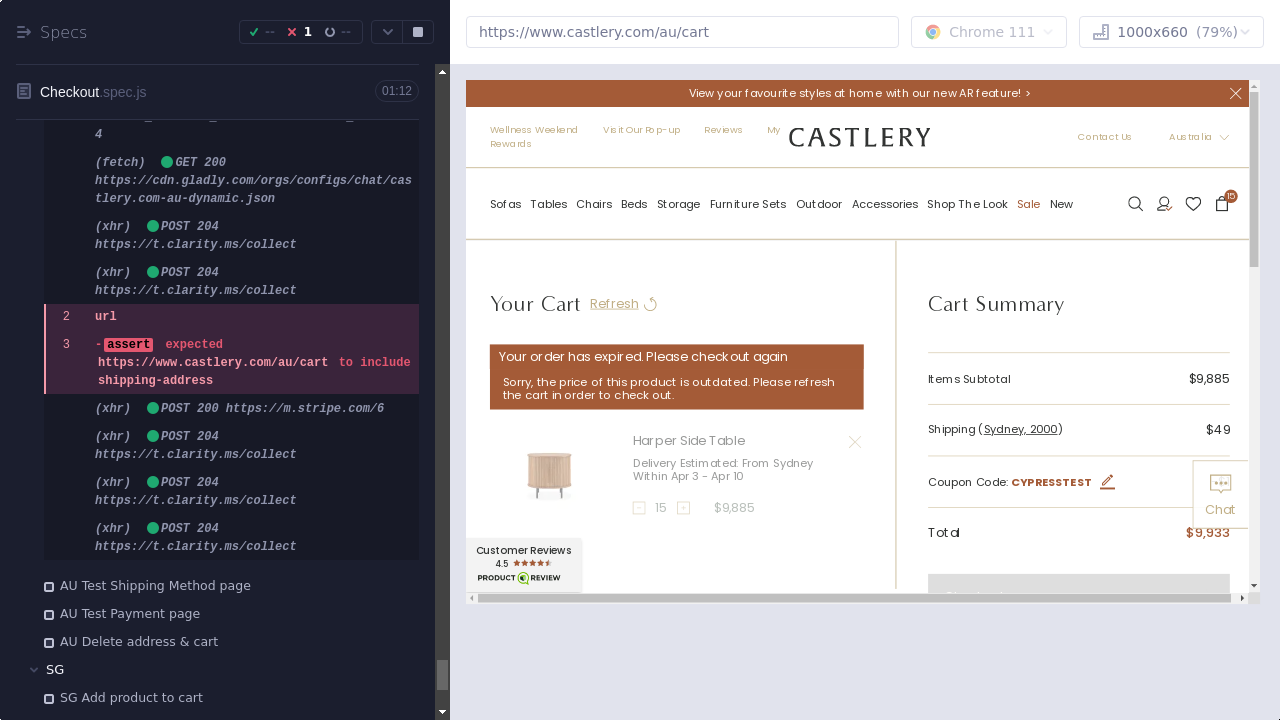 Specs
-- 1 --
Checkout.spec.js 01:12
4
(fetch) GET 200
https://cdn.gladly.com/orgs/configs/chat/cas
tlery.com-au-dynamic.json
(xhr) POST 204
https://t.clarity.ms/collect
(xhr) POST 204
https://t.clarity.ms/collect
2 url
3 -assert expected
https://www.castlery.com/au/cart to include
shipping-address
(xhr) POST 200 https://m.stripe.com/6
(xhr) POST 204
https://t.clarity.ms/collect
(xhr) POST 204
https://t.clarity.ms/collect
(xhr) POST 204
https://t.clarity.ms/collect
AU Test Shipping Method page
AU Test Payment page
AU Delete address & cart
SG
SG Add product to cart
https://www.castlery.com/au/cart
Chrome 111
1000x660 (79%)
View your favourite styles at home with our new AR feature! >
Wellness Weekend Visit Our Pop-up Reviews My
Rewards
CASTLERY
Contact Us Australia
Sofas Tables Chairs Beds Storage Furniture Sets Outdoor Accessories Shop The Look Sale New
15
Your Cart Refresh
Your order has expired. Please checkout again
Sorry, the price of this product is outdated. Please refresh
the cart in order to check out.
Harper Side Table
Delivery Estimated: From Sydney
Within Apr 3 - Apr 10
- 15 + $9,885
Customer Reviews
4.5
PRODUCT REVIEW
Cart Summary
Items Subtotal $9,885
Shipping (Sydney, 2000) $49
Coupon Code: CYPRESSTEST
Chat
Total $9,933